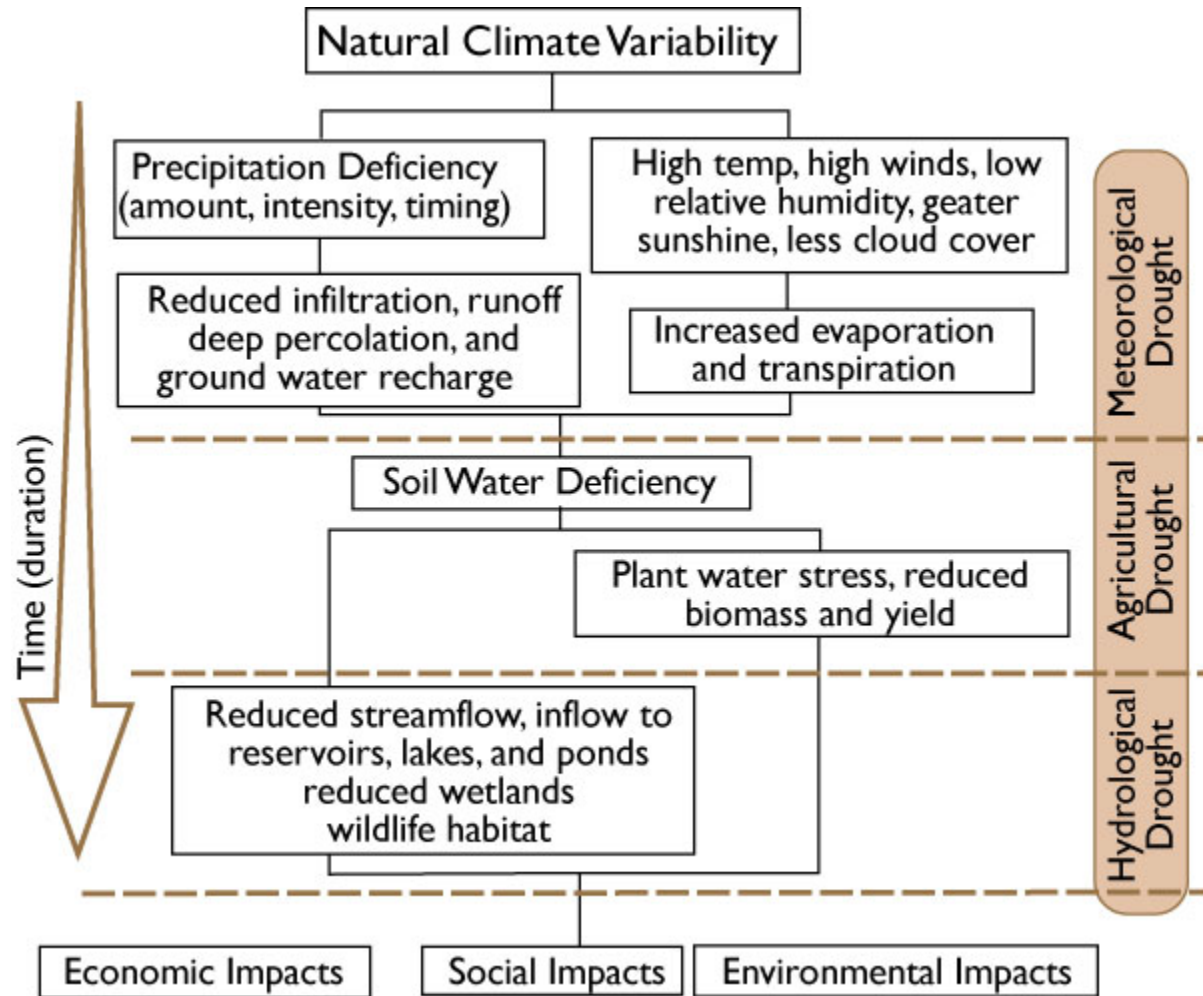 Natural Climate Variability
Precipitation Deficiency
(amount, intensity, timing)
High temp, high winds, low
relative humidity, geater
sunshine, less cloud cover
Reduced infiltration, runoff
deep percolation, and
ground water recharge
Increased evaporation
and transpiration
Meteorological
Drought
Soil Water Deficiency
Plant water stress, reduced
biomass and yield
Agricultural
Drought
Time (duration)
Reduced streamflow, inflow to
reservoirs, lakes, and ponds
reduced wetlands
wildlife habitat
Hydrological
Drought
Economic Impacts
Social Impacts
Environmental Impacts